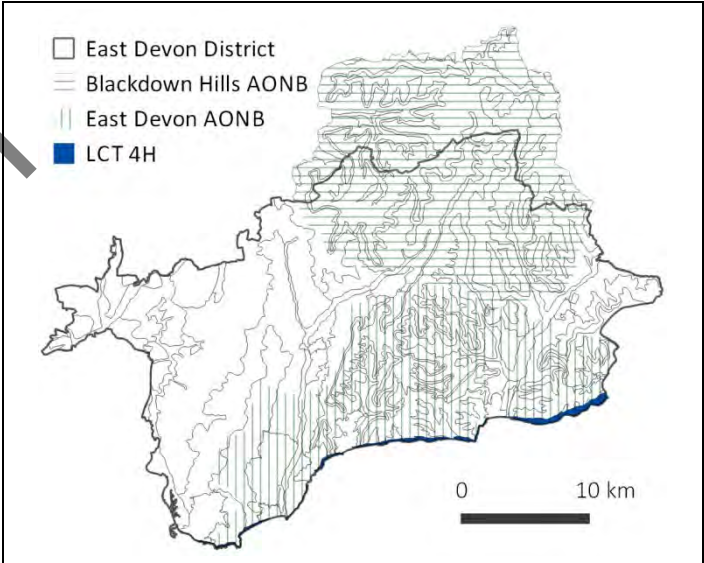 East Devon District
Blackdown Hills AONB
East Devon AONB
LCT 4H
0 10 km